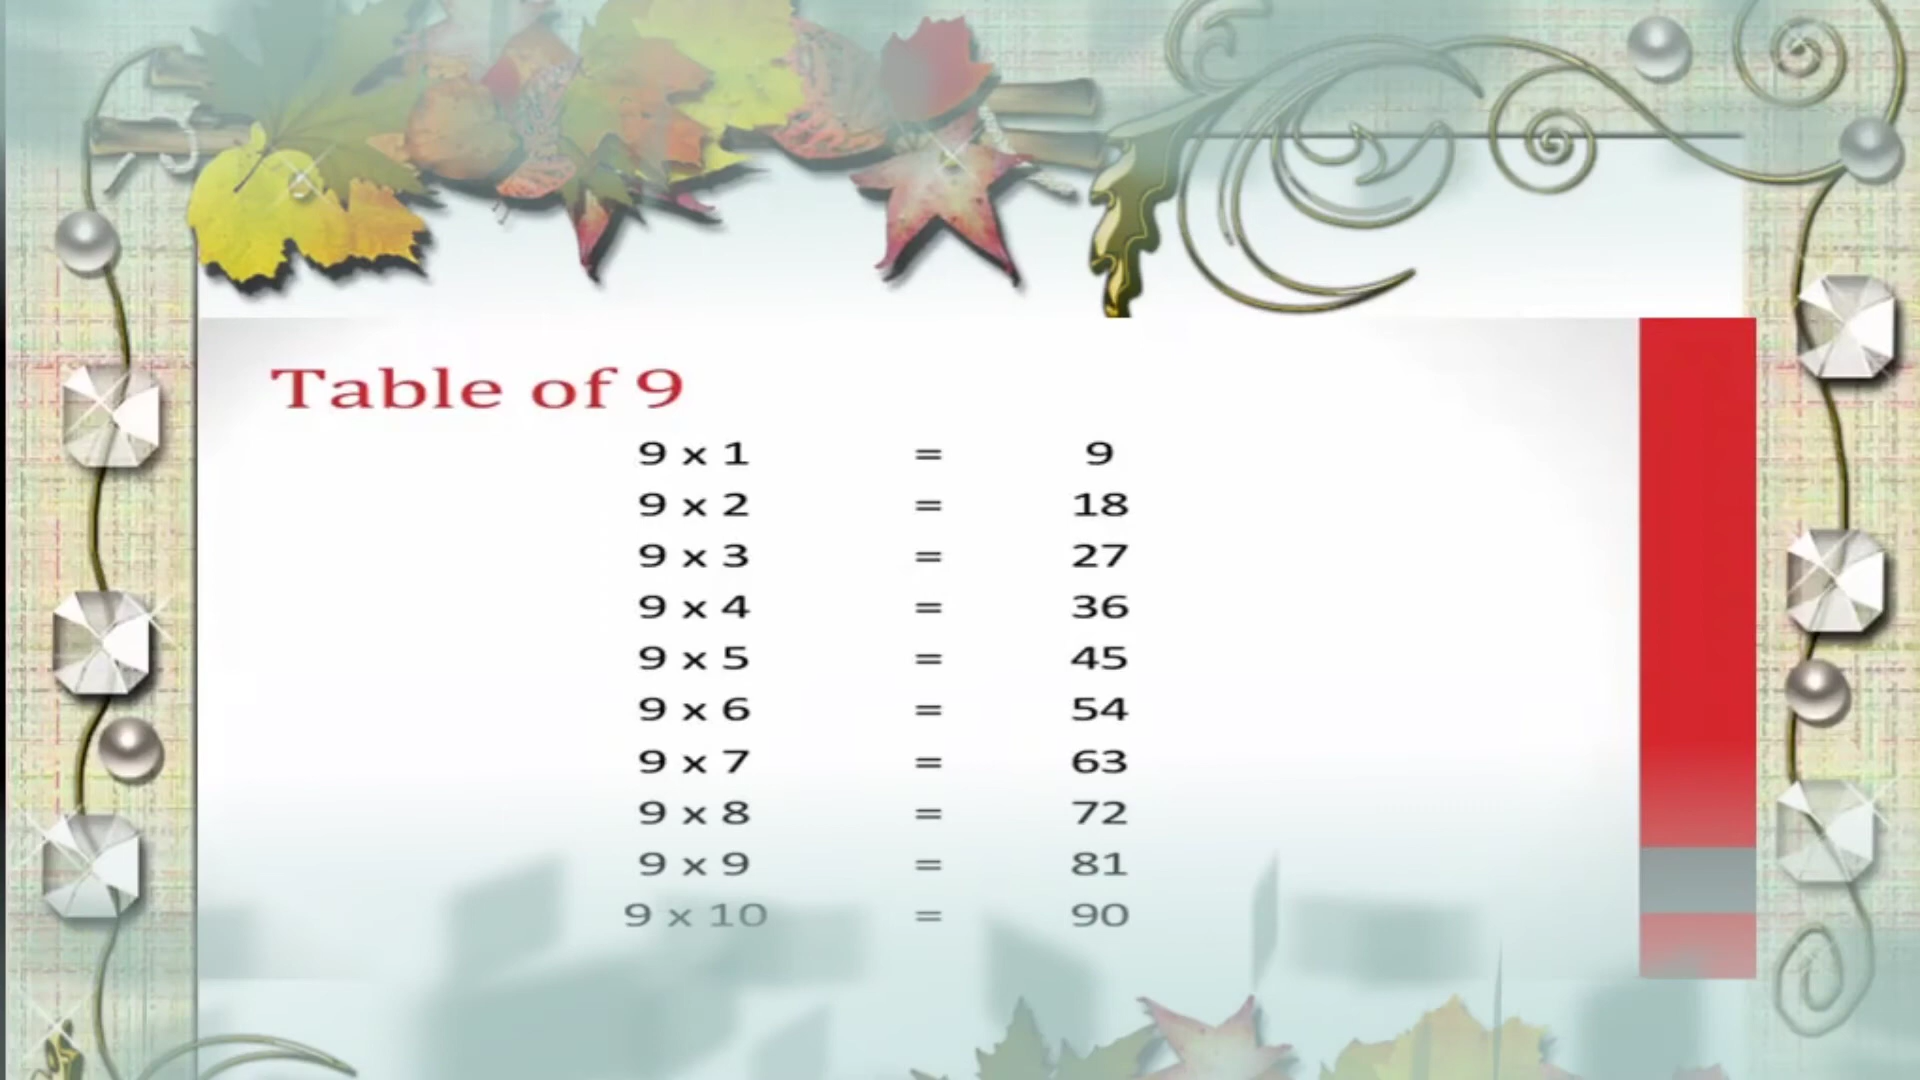 Table of 9
9 x 1 = 9
9 x 2 = 18
9 x 3 = 27
9 x 4 = 36
9 x 5 = 45
9 x 6 = 54
9 x 7 = 63
9 x 8 = 72
9 x 9 = 81
9 x 10 = 90